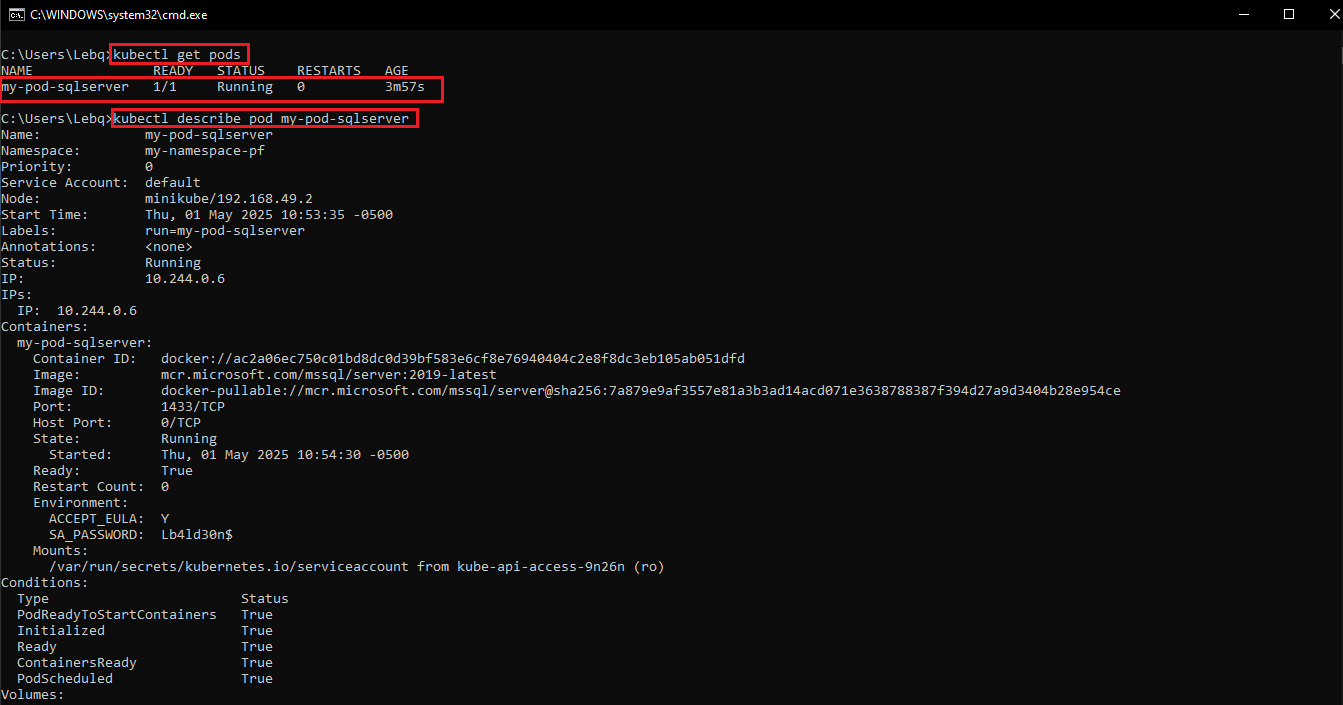 C:\WINDOWS\system32\cmd.exe
C:\Users\Lebq>kubectl get pods
NAME               READY   STATUS    RESTARTS   AGE
my-pod-sqlserver   1/1     Running   0          3m57s
C:\Users\Lebq>kubectl describe pod my-pod-sqlserver
Name:             my-pod-sqlserver
Namespace:        my-namespace-pf
Priority:         0
Service Account:  default
Node:             minikube/192.168.49.2
Start Time:       Thu, 01 May 2025 10:53:35 -0500
Labels:           run=my-pod-sqlserver
Annotations:      <none>
Status:           Running
IP:               10.244.0.6
IPs:
  IP:  10.244.0.6
Containers:
  my-pod-sqlserver:
    Container ID:   docker://ac2a06ec750c01bd8dc0d39bf583e6cf8e76940404c2e8f8dc3eb105ab051dfd
    Image:          mcr.microsoft.com/mssql/server:2019-latest
    Image ID:       docker-pullable://mcr.microsoft.com/mssql/server@sha256:7a879e9af3557e81a3b3ad14acd071e3638788387f394d27a9d3404b28e954ce
    Port:           1433/TCP
    Host Port:      0/TCP
    State:          Running
      Started:      Thu, 01 May 2025 10:54:30 -0500
    Ready:          True
    Restart Count:  0
    Environment:
      ACCEPT_EULA:  Y
      SA_PASSWORD:  Lb4ld30n$
    Mounts:
      /var/run/secrets/kubernetes.io/serviceaccount from kube-api-access-9n26n (ro)
Conditions:
  Type                        Status
  PodReadyToStartContainers   True
  Initialized                 True
  Ready                       True
  ContainersReady             True
  PodScheduled                True
Volumes: